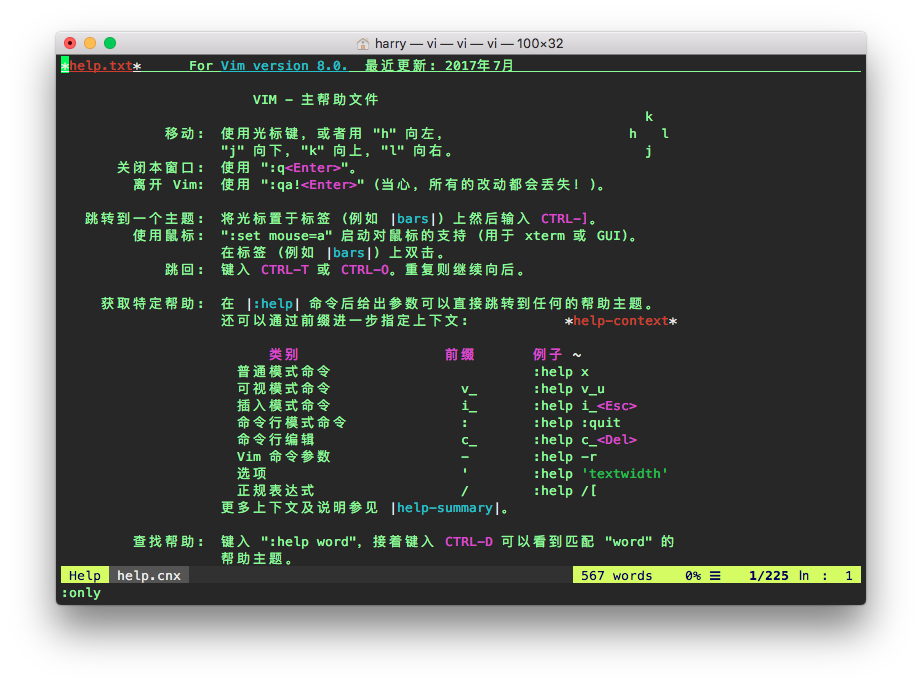 harry — vi — vi — vi — 100×32
*help.txt*      For Vim version 8.0.  最近更新: 2017年7月
VIM - 主帮助文件
k
移动:  使用光标键, 或者用 "h" 向左,                       h   l
"j" 向下, "k" 向上, "l" 向右。                        j
关闭本窗口:  使用 ":q<Enter>"。
离开 Vim:  使用 ":qa!<Enter>" (当心, 所有的改动都会丢失! )。
跳转到一个主题:  将光标置于标签 (例如 |bars|) 上然后输入 CTRL-]。
使用鼠标:  ":set mouse=a" 启动对鼠标的支持 (用于 xterm 或 GUI)。
在标签 (例如 |bars|) 上双击。
跳回:  键入 CTRL-T 或 CTRL-O。重复则继续向后。
获取特定帮助:  在 |:help| 命令后给出参数可以直接跳转到任何的帮助主题。
还可以通过前缀进一步指定上下文:            *help-context*
类别                  前缀       例子 ~
普通模式命令                         :help x
可视模式命令                v_       :help v_u
插入模式命令                i_       :help i_<Esc>
命令行模式命令              :        :help :quit
命令行编辑                  c_       :help c_<Del>
Vim 命令参数                -        :help -r
选项                        '        :help 'textwidth'
正规表达式                  /        :help /[
更多上下文及说明参见 |help-summary|。
查找帮助:  键入 ":help word", 接着键入 CTRL-D 可以看到匹配 "word" 的
帮助主题。
Help  help.cnx  567 words    0% ☰   1/225 ln :  1
:only